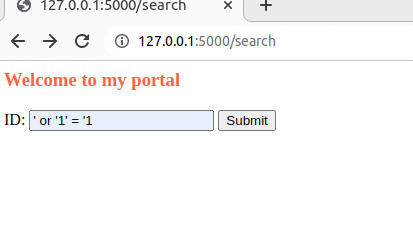 127.0.0.1:5000/search
127.0.0.1:5000/search
Welcome to my portal
ID: ' or '1' = '1 Submit